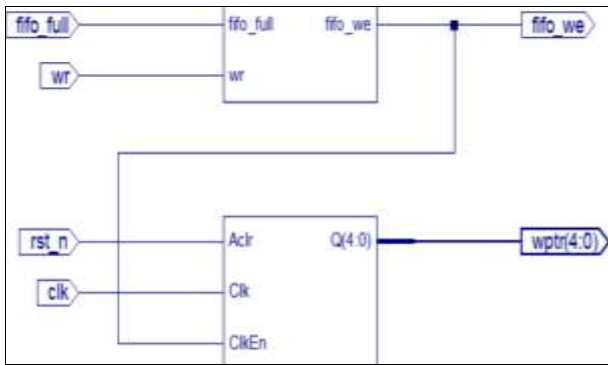 fifo_full fifo_full fifo_we fifo_we
wr wr
rst_n Aclr Q(4:0) wptr(4:0)
clk Clk
ClkEn